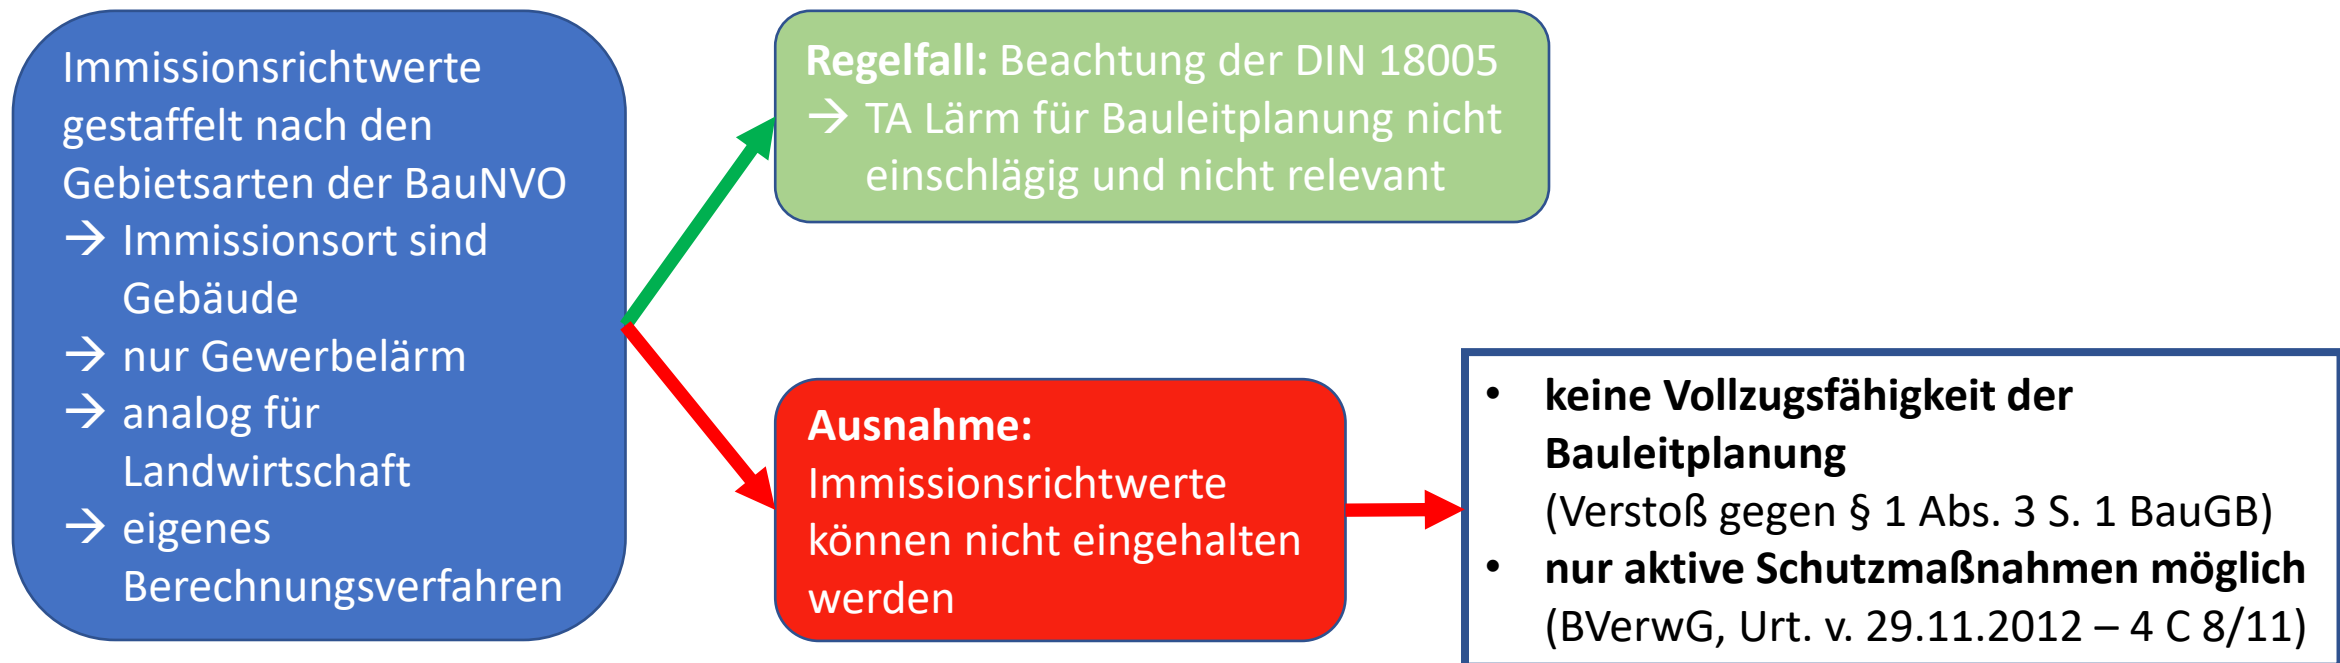 Immissionsrichtwerte
gestaffelt nach den
Gebietsarten der BauNVO
→ Immissionsort sind
Gebäude
→ nur Gewerbelärm
→ analog für
Landwirtschaft
→ eigenes
Berechnungsverfahren
Regelfall: Beachtung der DIN 18005
→ TA Lärm für Bauleitplanung nicht
einschlägig und nicht relevant
Ausnahme:
Immissionsrichtwerte
können nicht eingehalten
werden
• keine Vollzugsfähigkeit der
Bauleitplanung
(Verstoß gegen § 1 Abs. 3 S. 1 BauGB)
• nur aktive Schutzmaßnahmen möglich
(BVerwG, Urt. v. 29.11.2012 – 4 C 8/11)